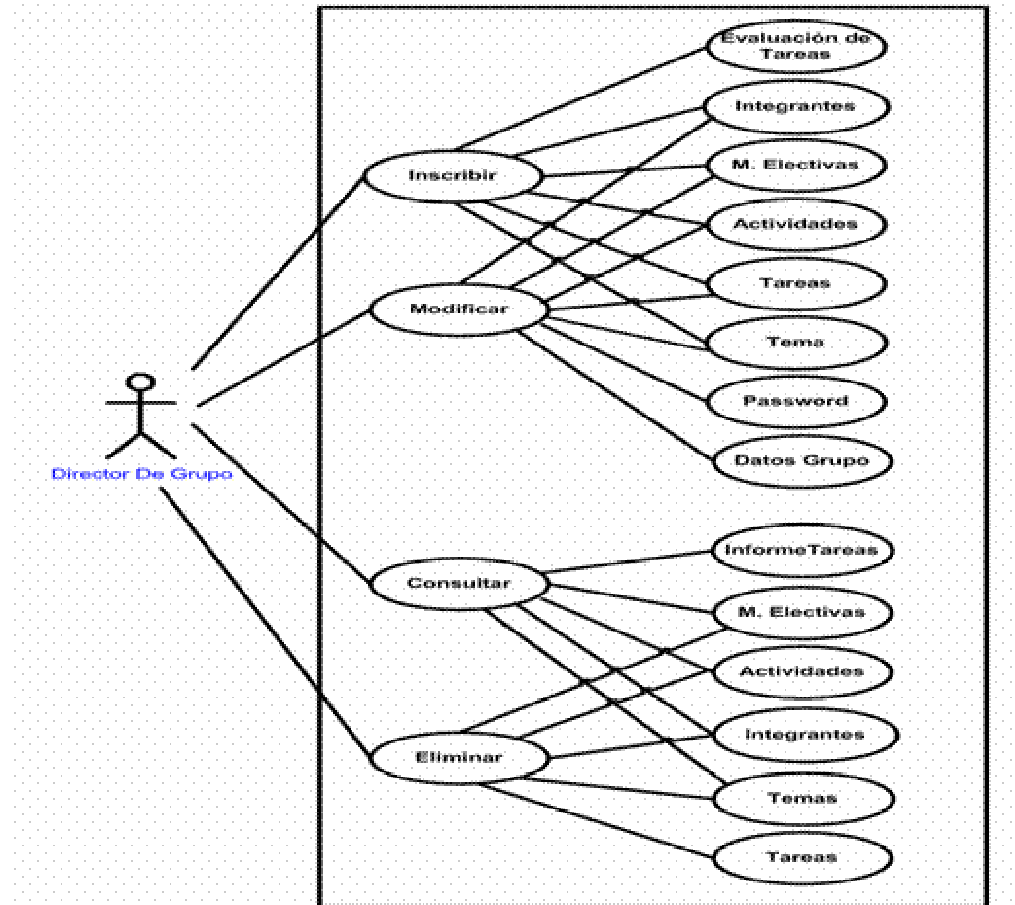 Evaluación de
Tareas
Integrantes
Inscribir
M. Electivas
Actividades
Tareas
Modificar
Tema
Password
Datos Grupo
Director De Grupo
InformeTareas
Consultar
M. Electivas
Actividades
Integrantes
Eliminar
Temas
Tareas